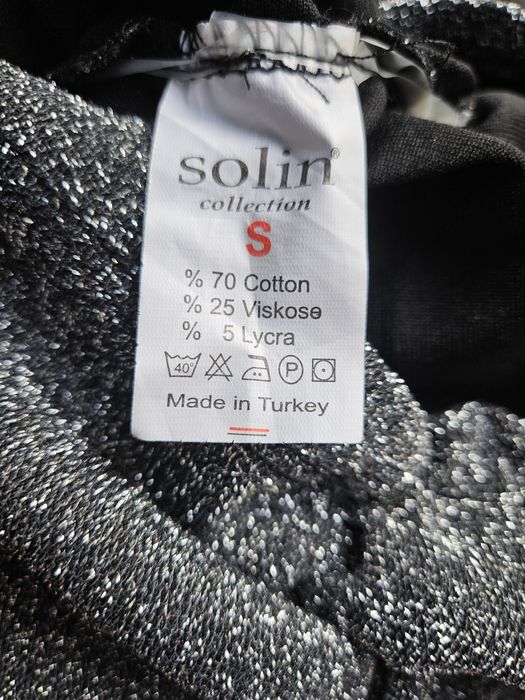 solin®
collection
S
% 70 Cotton
% 25 Viskose
% 5 Lycra
40°
P
Made in Turkey